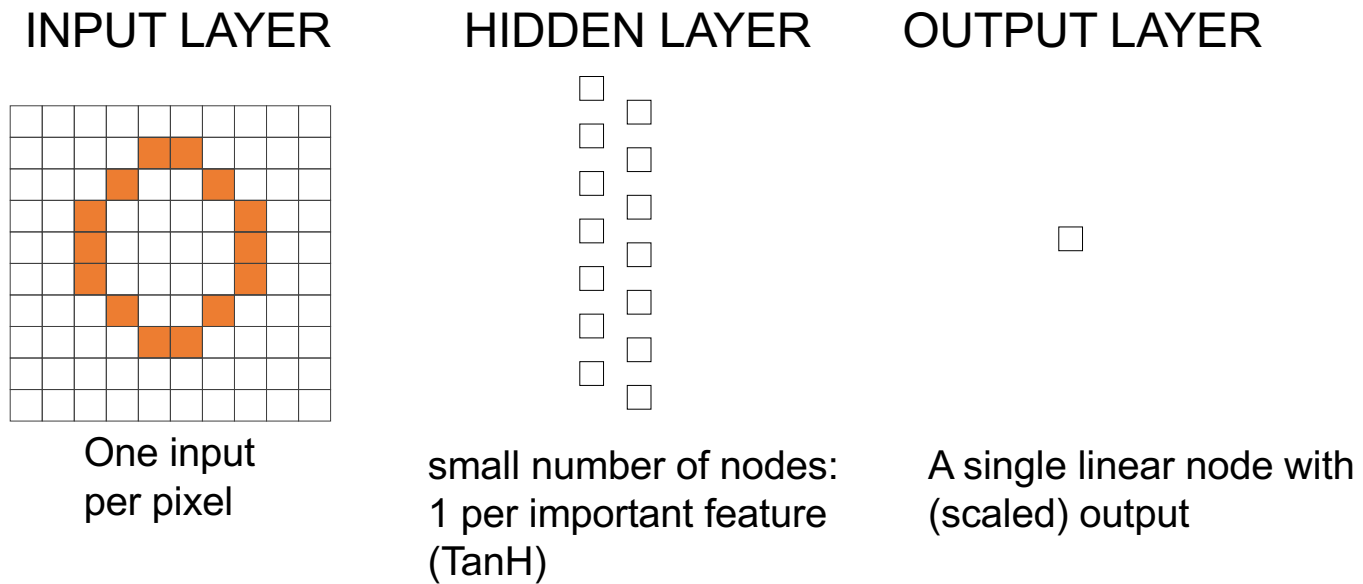 INPUT LAYER
HIDDEN LAYER
OUTPUT LAYER
One input
per pixel
small number of nodes:
1 per important feature
(TanH)
A single linear node with
(scaled) output